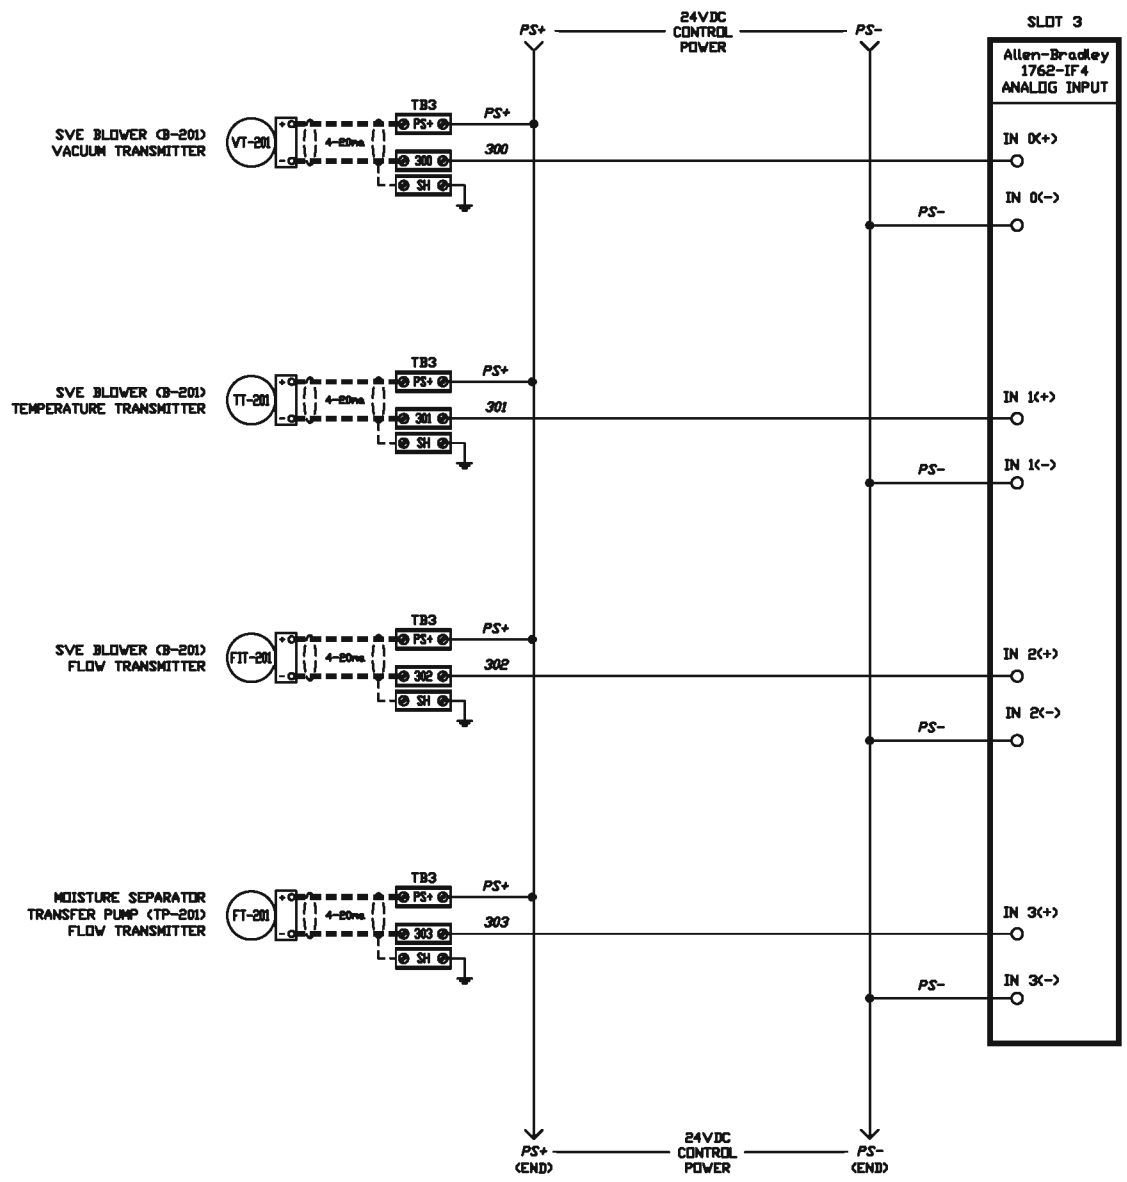 24VDC
PS+ CONTROL PS-
POWER
SLOT 3
Allen-Bradley
1762-IF4
ANALOG INPUT
SVE BLOWER (B-201)
VACUUM TRANSMITTER
VT-201
+
-
4-20ma
TB3
PS+
300
SH
PS+
300
IN 0(+)
IN 0(-)
PS-
SVE BLOWER (B-201)
TEMPERATURE TRANSMITTER
TT-201
+
-
4-20ma
TB3
PS+
301
SH
PS+
301
IN 1(+)
IN 1(-)
PS-
SVE BLOWER (B-201)
FLOW TRANSMITTER
FIT-201
+
-
4-20ma
TB3
PS+
302
SH
PS+
302
IN 2(+)
IN 2(-)
PS-
MOISTURE SEPARATOR
TRANSFER PUMP (TP-201)
FLOW TRANSMITTER
FT-201
+
-
4-20ma
TB3
PS+
303
SH
PS+
303
IN 3(+)
IN 3(-)
PS-
24VDC
PS+ CONTROL PS-
(END) POWER (END)